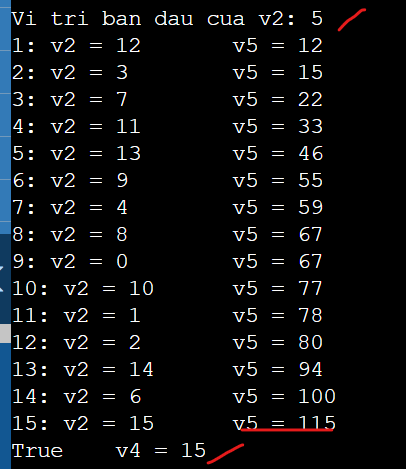 Vi tri ban dau cua v2: 5
1: v2 = 12 v5 = 12
2: v2 = 3 v5 = 15
3: v2 = 7 v5 = 22
4: v2 = 11 v5 = 33
5: v2 = 13 v5 = 46
6: v2 = 9 v5 = 55
7: v2 = 4 v5 = 59
8: v2 = 8 v5 = 67
9: v2 = 0 v5 = 67
10: v2 = 10 v5 = 77
11: v2 = 1 v5 = 78
12: v2 = 2 v5 = 80
13: v2 = 14 v5 = 94
14: v2 = 6 v5 = 100
15: v2 = 15 v5 = 115
True v4 = 15